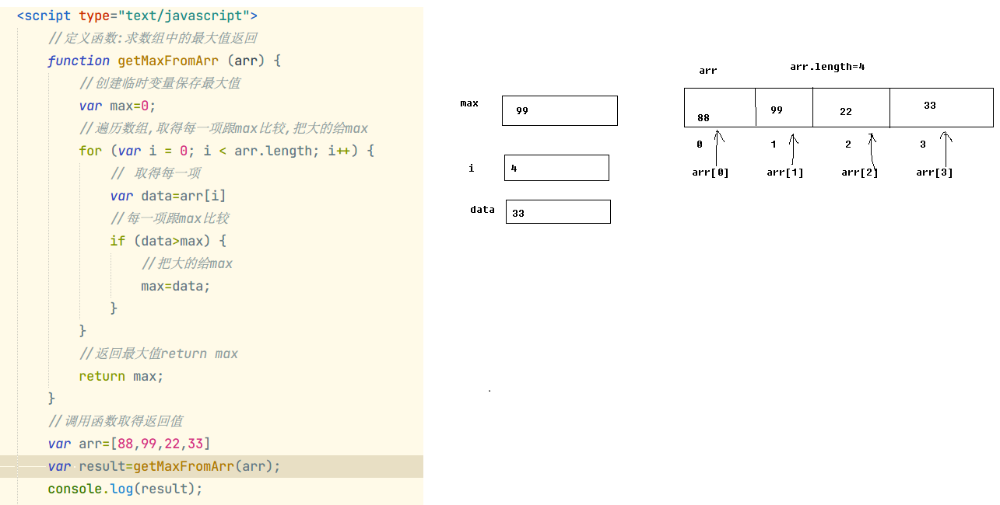 <script type="text/javascript">
//定义函数:求数组中的最大值返回
function getMaxFromArr (arr) {
//创建临时变量保存最大值
var max=0;
//遍历数组,取得每一项跟max比较,把大的给max
for (var i = 0; i < arr.length; i++) {
// 取得每一项
var data=arr[i]
//每一项跟max比较
if (data>max) {
//把大的给max
max=data;
}
}
//返回最大值return max
return max;
}
//调用函数取得返回值
var arr=[88,99,22,33]
var result=getMaxFromArr(arr);
console.log(result);
arr arr.length=4
max 99
88 99 22 33
0 1 2 3
i 4
arr[0] arr[1] arr[2] arr[3]
data 33